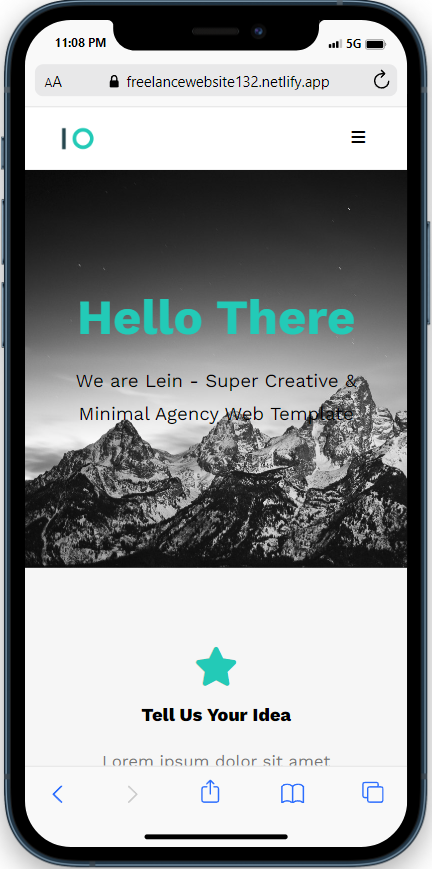 11:08 PM
5G
AA
freelancewebsite132.netlify.app
IO
Hello There
We are Lein - Super Creative &
Minimal Agency Web Template
Tell Us Your Idea
Lorem ipsum dolor sit amet